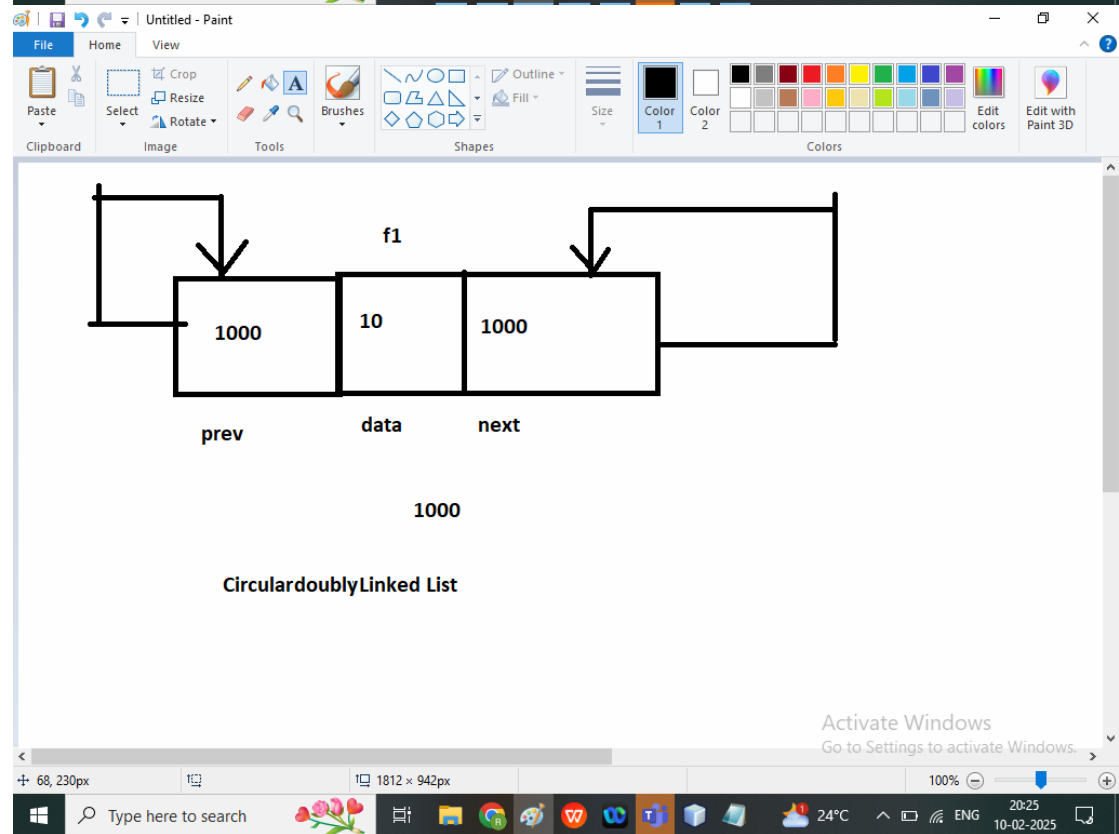 Untitled - Paint
File Home View
Paste
Select
Crop
Resize
Rotate
A
Brushes
Outline
Fill
Size
Color 1
Color 2
Edit colors
Edit with Paint 3D
Clipboard
Image
Tools
Shapes
Colors
f1
1000
10
1000
prev
data
next
1000
CirculardoublyLinked List
Activate Windows
Go to Settings to activate Windows.
68, 230px
1812 × 942px
100%
Type here to search
24°C
ENG
20:25
10-02-2025